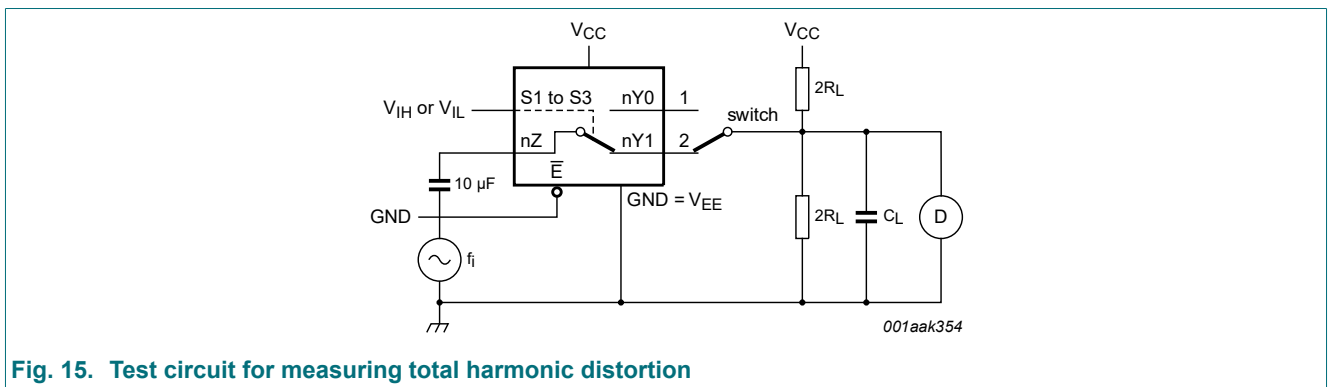 VCC
VCC
S1 to S3
nY0
1
2RL
VIH or VIL
switch
nZ
nY1
2
E
10 µF
GND = VEE
GND
2RL
CL
D
fi
001aak354
Fig. 15. Test circuit for measuring total harmonic distortion